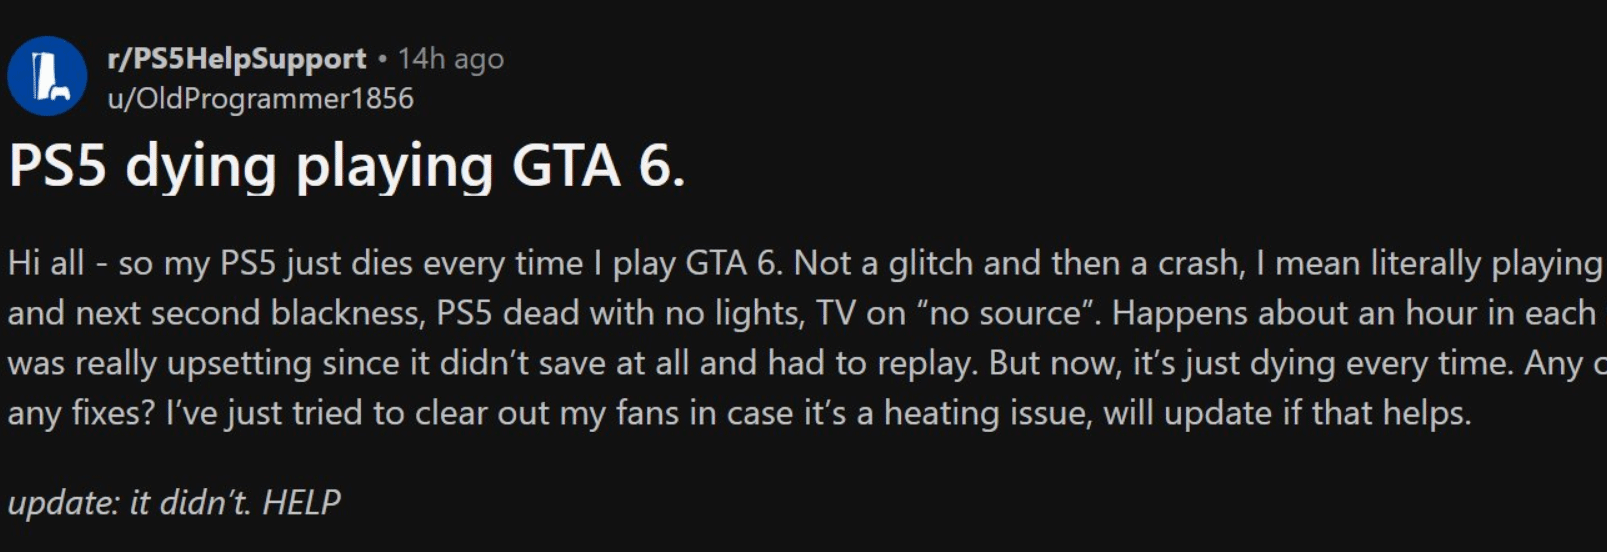 r/PS5HelpSupport • 14h ago
u/OldProgrammer1856
PS5 dying playing GTA 6.
Hi all - so my PS5 just dies every time I play GTA 6. Not a glitch and then a crash, I mean literally playing
and next second blackness, PS5 dead with no lights, TV on “no source”. Happens about an hour in each
was really upsetting since it didn’t save at all and had to replay. But now, it’s just dying every time. Any
any fixes? I’ve just tried to clear out my fans in case it’s a heating issue, will update if that helps.
update: it didn’t. HELP